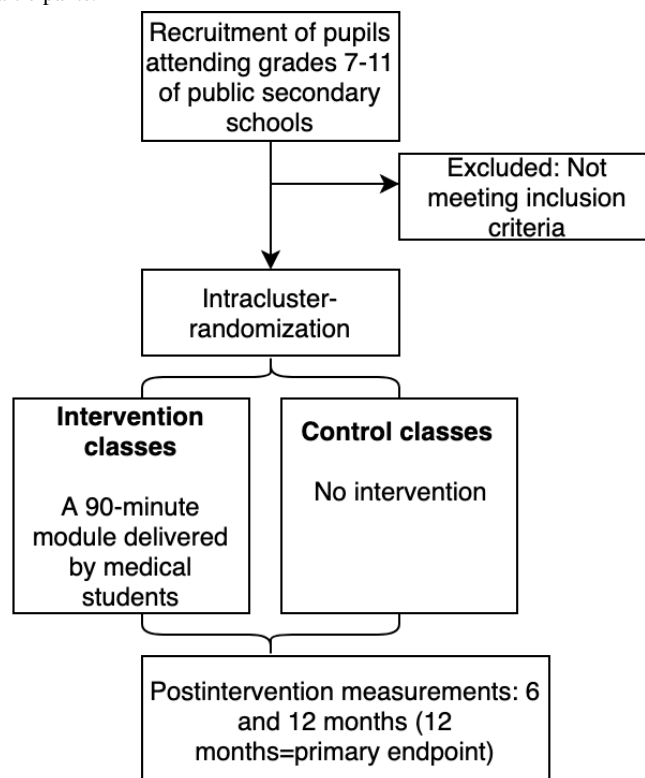 Recruitment of pupils
attending grades 7-11
of public secondary
schools
Excluded: Not
meeting inclusion
criteria
Intracluster-
randomization
Intervention
classes
A 90-minute
module delivered
by medical
students
Control classes
No intervention
Postintervention measurements: 6
and 12 months (12
months=primary endpoint)